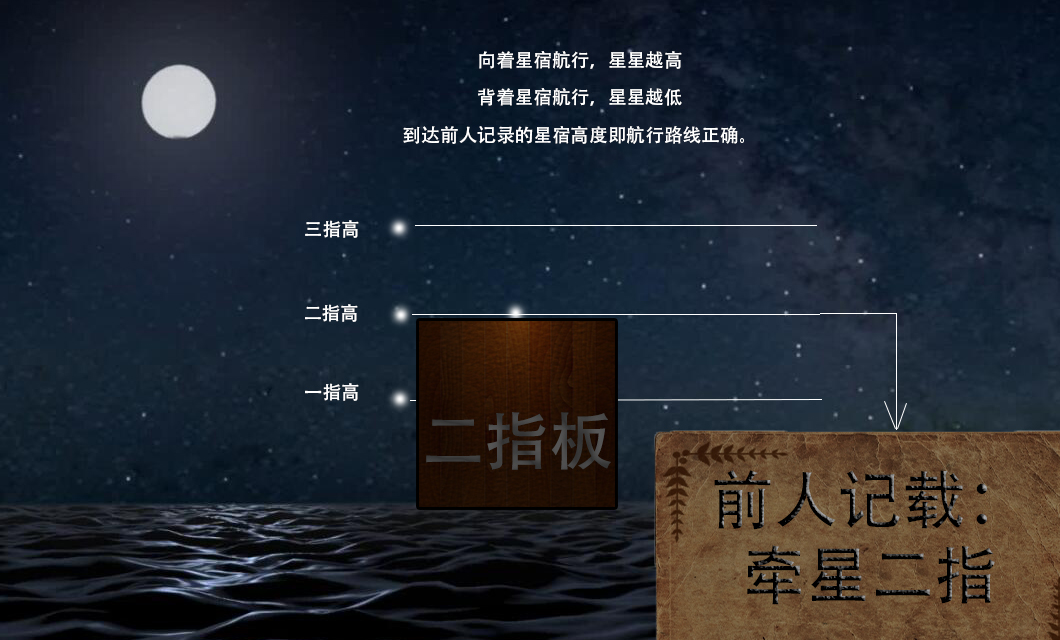 向着星宿航行，星星越高
背着星宿航行，星星越低
到达前人记录的星宿高度即航行路线正确。
三指高
二指高
一指高
二指板
前人记载：
牵星二指